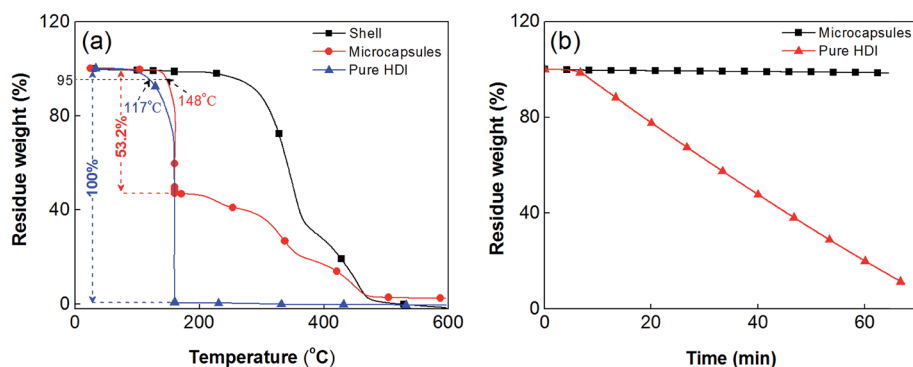 (a)
Shell
Microcapsules
Pure HDI
120
95
80
40
0
117°C
148°C
53.2%
100%
Residue weight (%)
0 200 400 600
Temperature (°C)
(b)
Microcapsules
Pure HDI
120
80
40
0
Residue weight (%)
0 20 40 60
Time (min)